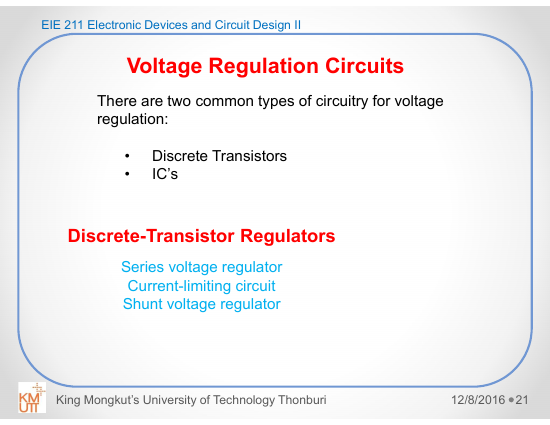 EIE 211 Electronic Devices and Circuit Design II
Voltage Regulation Circuits
There are two common types of circuitry for voltage
regulation:
• Discrete Transistors
• IC’s
Discrete-Transistor Regulators
Series voltage regulator
Current-limiting circuit
Shunt voltage regulator
KM
UTT
King Mongkut’s University of Technology Thonburi
12/8/2016 •21